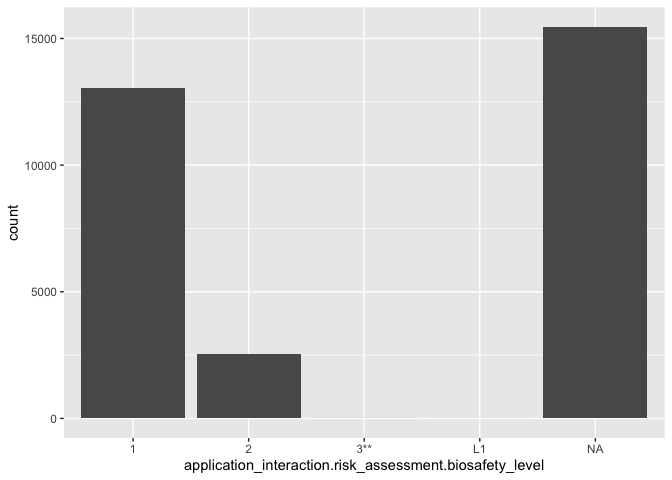 15000
10000
5000
0
count
1 2 3** L1 NA
application_interaction.risk_assessment.biosafety_level